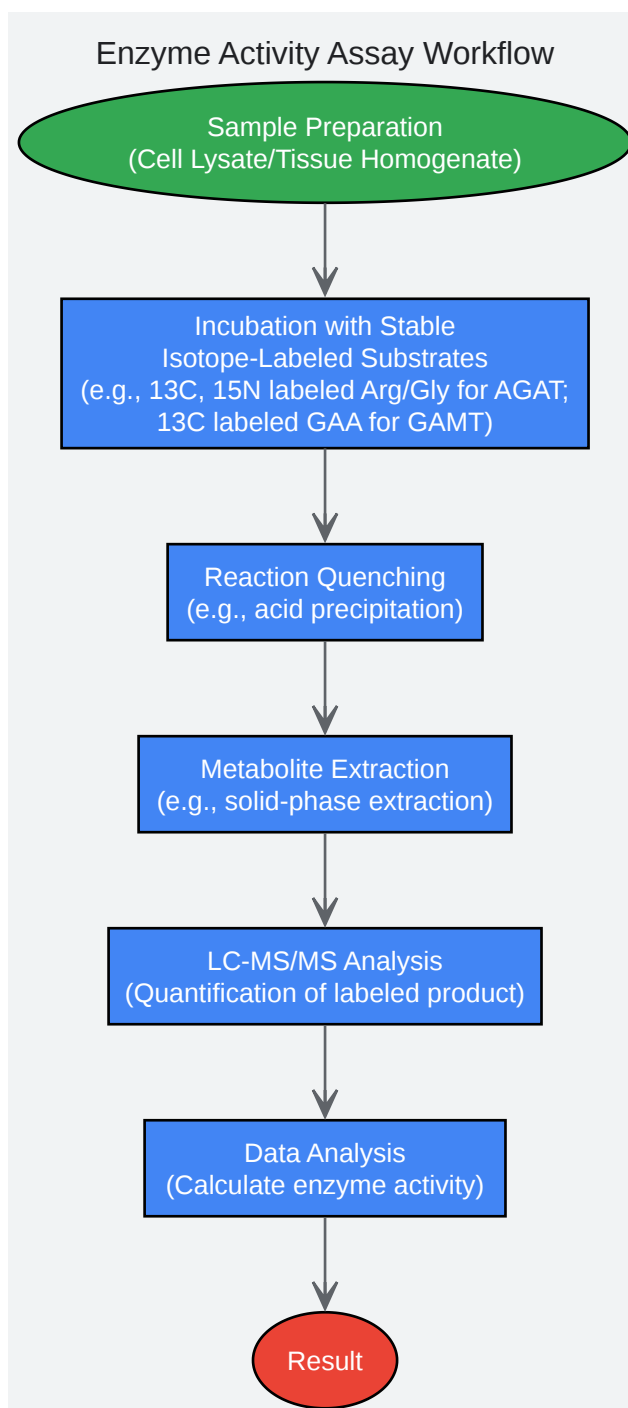 Enzyme Activity Assay Workflow
Sample Preparation
(Cell Lysate/Tissue Homogenate)
Incubation with Stable
Isotope-Labeled Substrates
(e.g., 13C, 15N labeled Arg/Gly for AGAT;
13C labeled GAA for GAMT)
Reaction Quenching
(e.g., acid precipitation)
Metabolite Extraction
(e.g., solid-phase extraction)
LC-MS/MS Analysis
(Quantification of labeled product)
Data Analysis
(Calculate enzyme activity)
Result